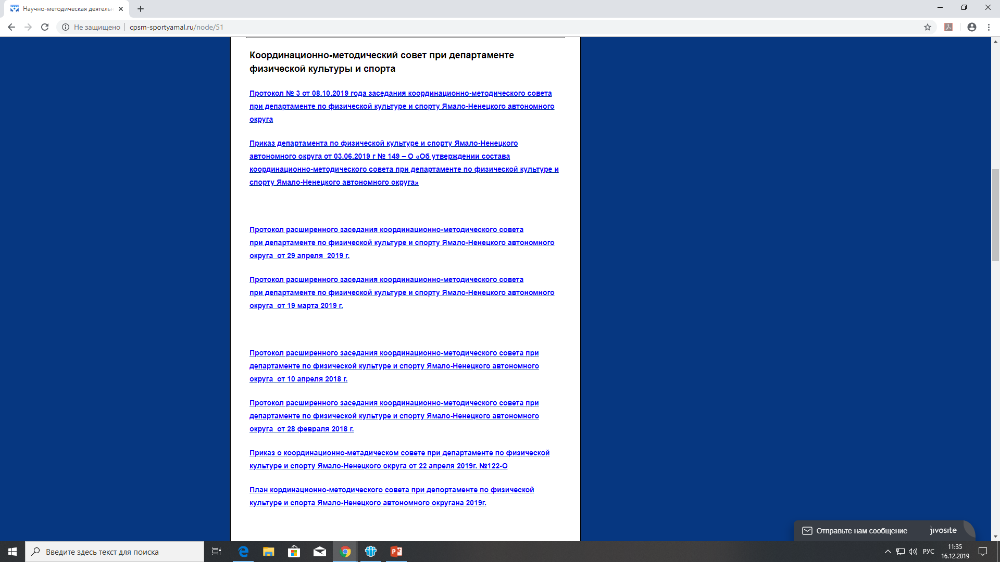 Научно-методическая деятельн
Не защищено
cpsm-sportyamal.ru/node/51
Координационно-методический совет при департаменте
физической культуры и спорта
Протокол № 3 от 08.10.2019 года заседания координационно-методического совета
при департаменте по физической культуре и спорту Ямало-Ненецкого автономного
округа
Приказ департамента по физической культуре и спорту Ямало-Ненецкого
автономного округа от 03.06.2019 г № 149 – О «Об утверждении состава
координационно-методического совета при департаменте по физической культуре и
спорту Ямало-Ненецкого автономного округа»
Протокол расширенного заседания координационно-методического совета
при департаменте по физической культуре и спорту Ямало-Ненецкого автономного
округа  от 29 апреля  2019 г.
Протокол расширенного заседания координационно-методического совета
при департаменте по физической культуре и спорту Ямало-Ненецкого автономного
округа  от 19 марта 2019 г.
Протокол расширенного заседания координационно-методического совета при
департаменте по физической культуре и спорту Ямало-Ненецкого автономного
округа  от 10 апреля 2018 г.
Протокол расширенного заседания координационно-методического совета при
департаменте по физической культуре и спорту Ямало-Ненецкого автономного
округа  от 28 февраля 2018 г.
Приказ о координационно-метадическом совете при департаменте по физической
культуре и спорту Ямало-Ненецкого округа от 22 апреля 2019г. №122-О
План кординационно-методического совета при депортаменте по физической
культуре и спорта Ямало-Ненецкого автономного округана 2019г.
Отправьте нам сообщение
jivosite
Введите здесь текст для поиска
РУС
11:35
16.12.2019